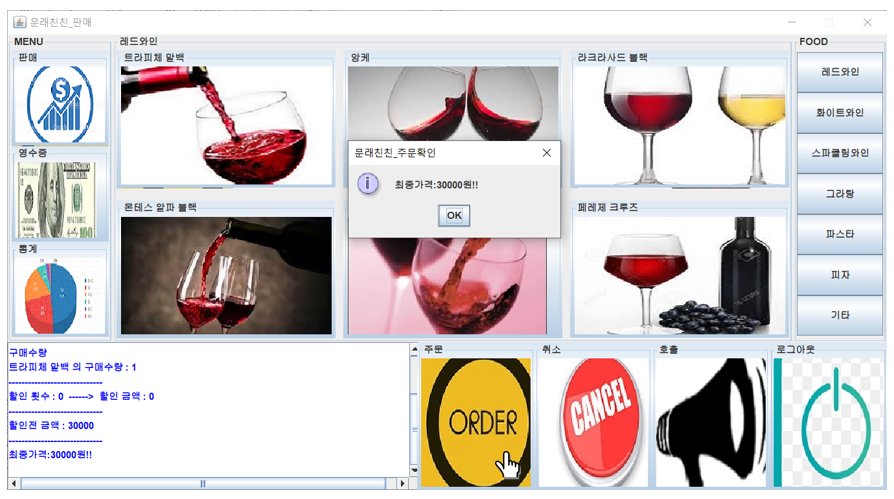 문래친친_판매
MENU
판매
영수증
통계
레드와인
트라피체 말백
앙케
라크라사드 블랙
몬테스 알파 블랙
페레제 크루즈
문래친친_주문확인
최종가격:30000원!!
OK
FOOD
레드와인
화이트와인
스파클링와인
그라탕
파스타
피자
기타
구매수량
트라피체 말백 의 구매수량 : 1
-----------------------------
할인 횟수 : 0 ------> 할인 금액 : 0
-----------------------------
할인전 금액 : 30000
-----------------------------
최종가격:30000원!!
주문
ORDER
취소
CANCEL
호출
로그아웃